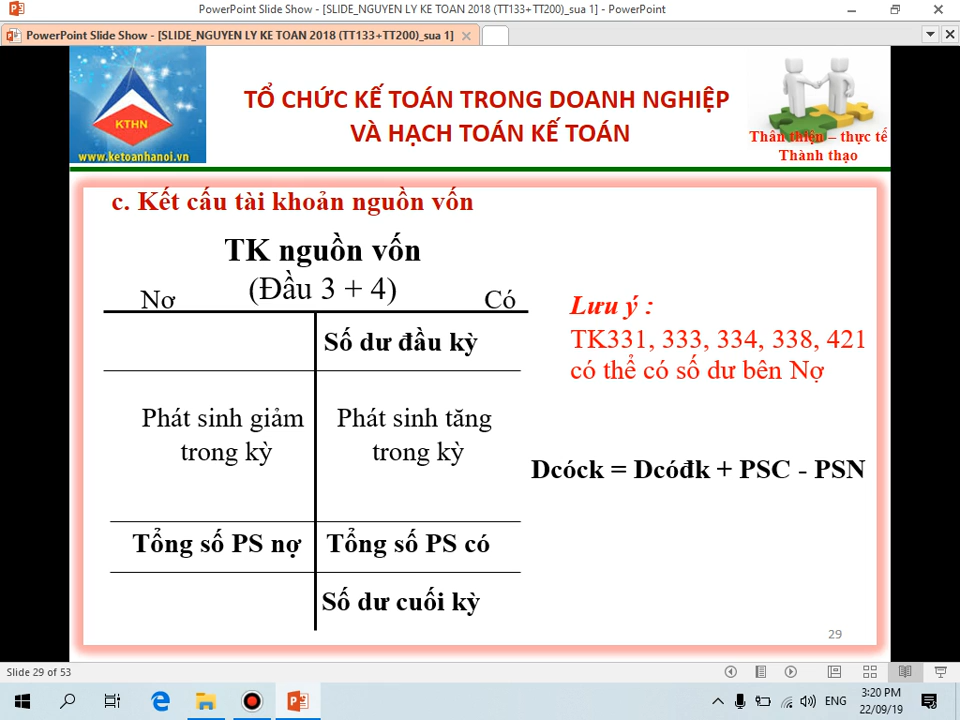 PowerPoint Slide Show - [SLIDE_NGUYEN LY KE TOAN 2018 (TT133+TT200)_sua 1] - PowerPoint
PowerPoint Slide Show - [SLIDE_NGUYEN LY KE TOAN 2018 (TT133+TT200)_sua 1]
KTHN
www.ketoanhanoi.vn
TỔ CHỨC KẾ TOÁN TRONG DOANH NGHIỆP
VÀ HẠCH TOÁN KẾ TOÁN
Thân thiện – thực tế
Thành thạo
c. Kết cấu tài khoản nguồn vốn
TK nguồn vốn
(Đầu 3 + 4)
Nơ
Có
Số dư đầu kỳ
Phát sinh giảm
trong kỳ
Phát sinh tăng
trong kỳ
Tổng số PS nợ
Tổng số PS có
Số dư cuối kỳ
Lưu ý :
TK331, 333, 334, 338, 421
có thể có số dư bên Nợ
Dcóck = Dcóđk + PSC - PSN
29
Slide 29 of 53
ENG
3:20 PM
22/09/19